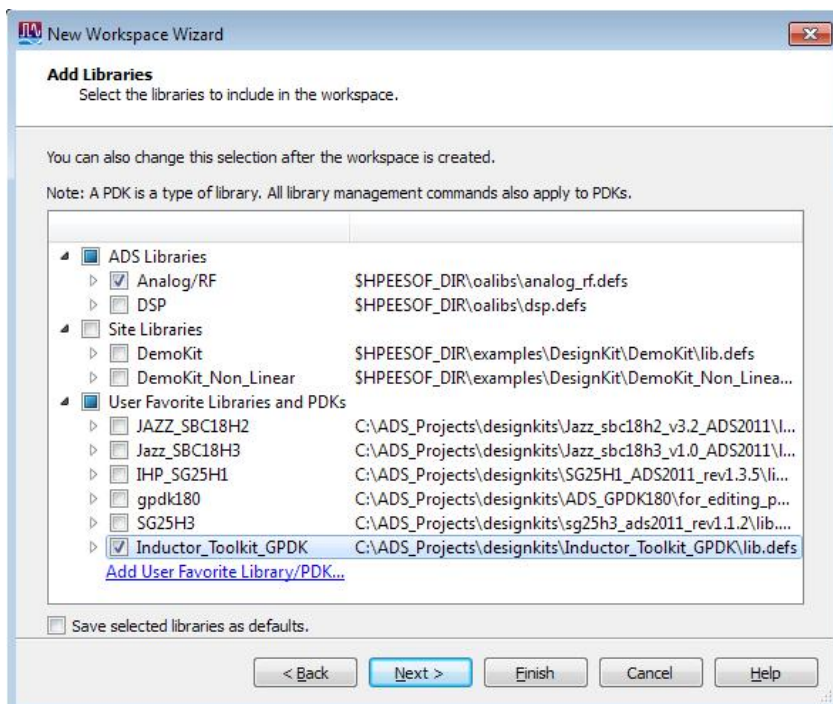 New Workspace Wizard
Add Libraries
Select the libraries to include in the workspace.
You can also change this selection after the workspace is created.
Note: A PDK is a type of library. All library management commands also apply to PDKs.
ADS Libraries
Analog/RF $HPEESOF_DIR\oalibs\analog_rf.defs
DSP $HPEESOF_DIR\oalibs\dsp.defs
Site Libraries
DemoKit $HPEESOF_DIR\examples\DesignKit\DemoKit\lib.defs
DemoKit_Non_Linear $HPEESOF_DIR\examples\DesignKit\DemoKit_Non_Linea...
User Favorite Libraries and PDKs
JAZZ_SBC18H2 C:\ADS_Projects\designkits\Jazz_sbc18h2_v3.2_ADS2011\l...
Jazz_SBC18H3 C:\ADS_Projects\designkits\Jazz_sbc18h3_v1.0_ADS2011\l...
IHP_SG25H1 C:\ADS_Projects\designkits\SG25H1_ADS2011_rev1.3.5\li...
gpdk180 C:\ADS_Projects\designkits\ADS_GPDK180\for_editing_p...
SG25H3 C:\ADS_Projects\designkits\sg25h3_ads2011_rev1.1.2\lib....
Inductor_Toolkit_GPDK C:\ADS_Projects\designkits\Inductor_Toolkit_GPDK\lib.defs
Add User Favorite Library/PDK...
Save selected libraries as defaults.
< Back Next > Finish Cancel Help